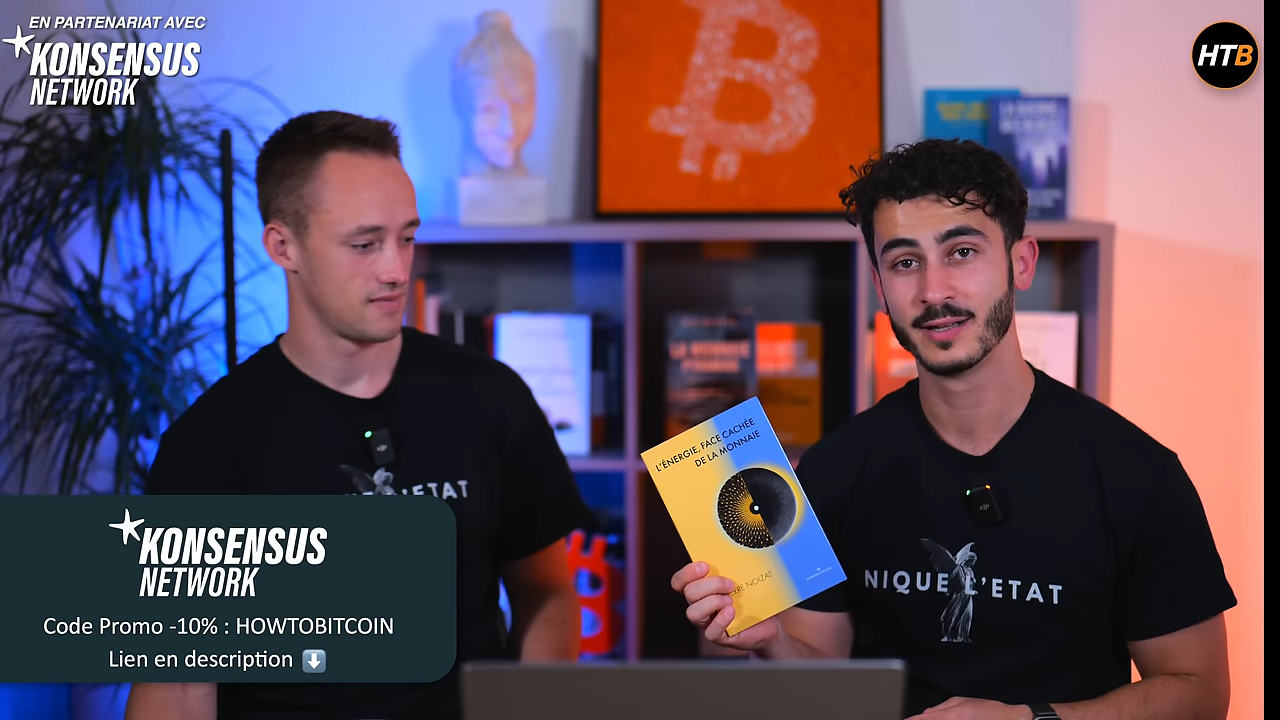 EN PARTENARIAT AVEC
KONSENSUS
NETWORK
HTB
L'ÉNERGIE, FACE CACHÉE
DE LA MONNAIE
NOIZAT
L'ETAT
NIQUE L'ETAT
KONSENSUS
NETWORK
Code Promo -10% : HOWTOBITCOIN
Lien en description